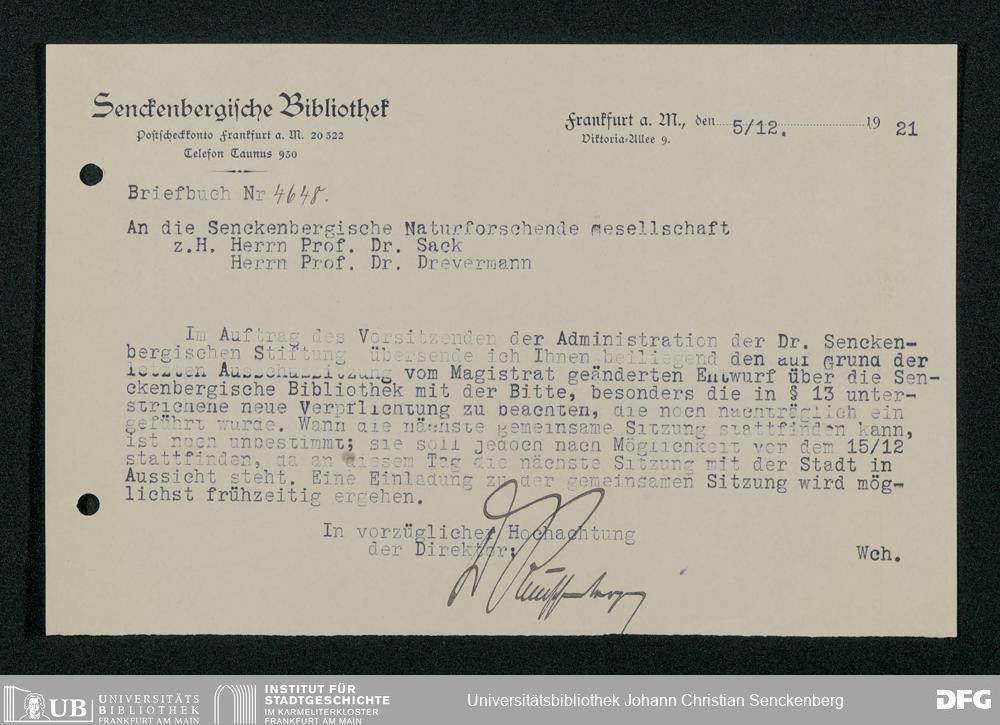 Senckenbergische Bibliothek
Postscheckkonto Frankfurt a. M. 20322
Telefon Taunus 930
Frankfurt a. M., den 5/12. 1921
Viktoria-Allee 9.
Briefbuch Nr 4648.
An die Senckenbergische Naturforschende Gesellschaft
z.H. Herrn Prof. Dr. Sack
Herrn Prof. Dr. Drevermann
Im Auftrag des Vorsitzenden der Administration der Dr. Sencken-
bergischen Stiftung übersende ich Ihnen beiliegend den auf Grund der
letzten Ausschusssitzung vom Magistrat geänderten Entwurf über die Sen-
ckenbergische Bibliothek mit der Bitte, besonders die in § 13 unter-
strichene neue Verpflichtung zu beachten, die noch nachträglich ein
geführt wurde. Wann die nächste gemeinsame Sitzung stattfinden kann,
ist noch unbestimmt; sie soll jedoch nach Möglichkeit vor dem 15/12
stattfinden, da an diesem Tag die nächste Sitzung mit der Stadt in
Aussicht steht. Eine Einladung zu der gemeinsamen Sitzung wird mög-
lichst frühzeitig ergehen.
In vorzüglicher Hochachtung
der Direktor:
Wch.
UB UNIVERSITÄTS
BIBLIOTHEK
FRANKFURT AM MAIN
INSTITUT FÜR
STADTGESCHICHTE
IM KARMELITERKLOSTER
FRANKFURT AM MAIN
Universitätsbibliothek Johann Christian Senckenberg
DFG